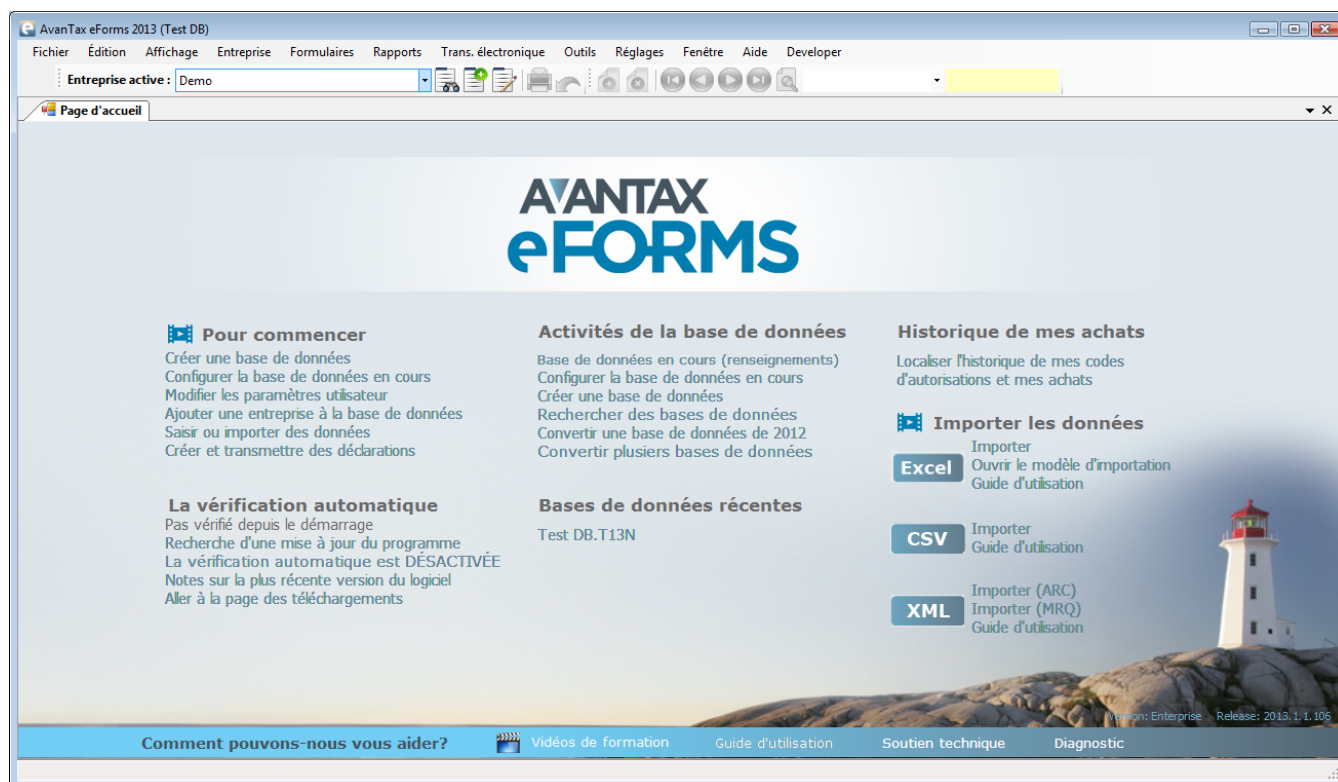 AvanTax eForms 2013 (Test DB)
Fichier Édition Affichage Entreprise Formulaires Rapports Trans. électronique Outils Réglages Fenêtre Aide Developer
Entreprise active : Demo
Page d'accueil
AVANTAX
eFORMS
Pour commencer
Créer une base de données
Configurer la base de données en cours
Modifier les paramètres utilisateur
Ajouter une entreprise à la base de données
Saisir ou importer des données
Créer et transmettre des déclarations
La vérification automatique
Pas vérifié depuis le démarrage
Recherche d'une mise à jour du programme
La vérification automatique est DÉSACTIVÉE
Notes sur la plus récente version du logiciel
Aller à la page des téléchargements
Activités de la base de données
Base de données en cours (renseignements)
Configurer la base de données en cours
Créer une base de données
Rechercher des bases de données
Convertir une base de données de 2012
Convertir plusiers bases de données
Bases de données récentes
Test DB.T13N
Historique de mes achats
Localiser l'historique de mes codes
d'autorisations et mes achats
Importer les données
Excel
Importer
Ouvrir le modèle d'importation
Guide d'utilisation
CSV
Importer
Guide d'utilisation
XML
Importer (ARC)
Importer (MRQ)
Guide d'utilisation
Version: Enterprise Release: 2013.1.1.106
Comment pouvons-nous vous aider? Vidéos de formation Guide d'utilisation Soutien technique Diagnostic